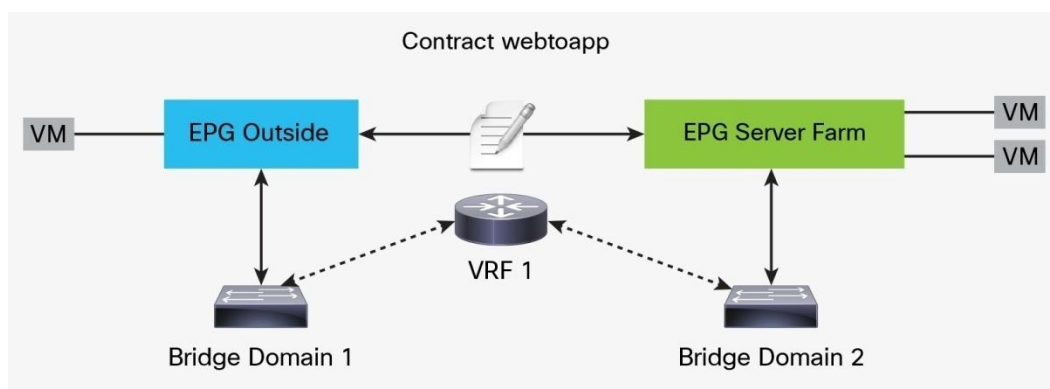 Contract webtoapp
VM
EPG Outside
EPG Server Farm
VM
VM
VRF 1
Bridge Domain 1
Bridge Domain 2